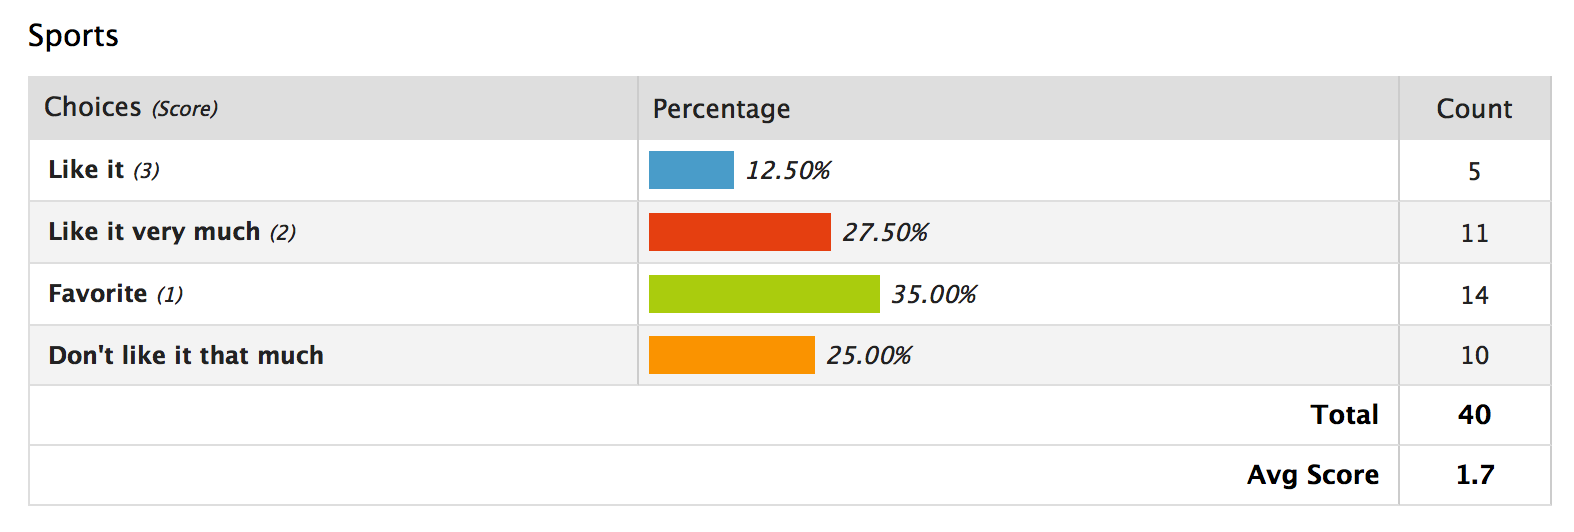 Sports
Choices (Score) Percentage Count
Like it (3) 12.50% 5
Like it very much (2) 27.50% 11
Favorite (1) 35.00% 14
Don't like it that much 25.00% 10
Total 40
Avg Score 1.7